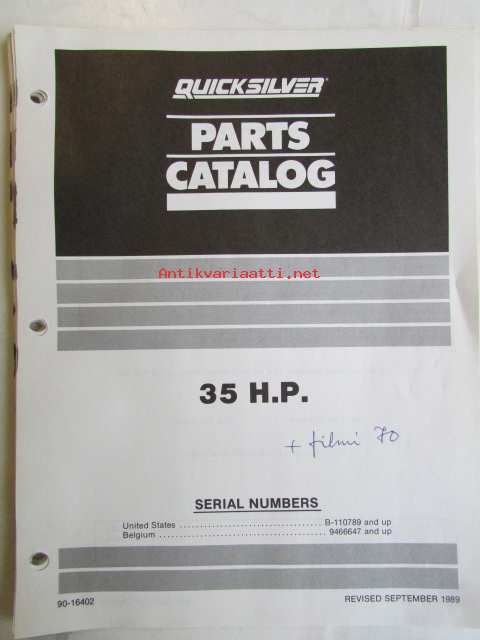 QUICKSILVER®
PARTS
CATALOG
Antikvariaatti.net
35 H.P.
+ filmi 70
SERIAL NUMBERS
United States ........................................ B-110789 and up
Belgium ........................................ 9466647 and up
90-16402
REVISED SEPTEMBER 1989